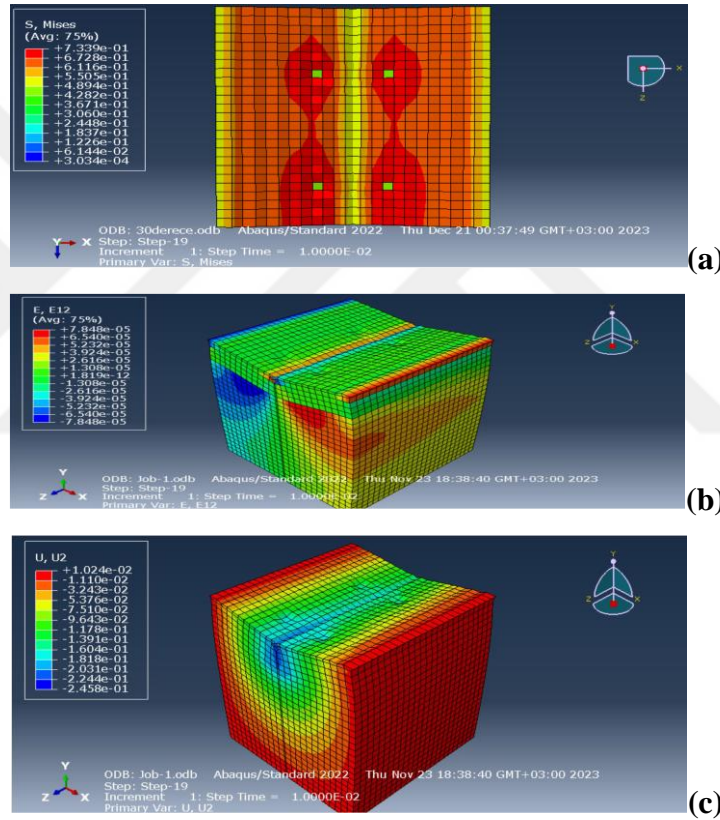 S, Mises
(Avg: 75%)
+7.339e-01
+6.728e-01
+6.116e-01
+5.505e-01
+4.894e-01
+4.282e-01
+3.671e-01
+3.060e-01
+2.448e-01
+1.837e-01
+1.226e-01
+6.144e-02
+3.034e-04
X
Z
Y X
ODB: 30derece.odb Abaqus/Standard 2022 Thu Dec 21 00:37:49 GMT+03:00 2023
Step: Step-19
Increment 1: Step Time = 1.0000E-02
Primary Var: S, Mises
(a)
E, E12
(Avg: 75%)
+7.848e-05
+6.540e-05
+5.232e-05
+3.924e-05
+2.616e-05
+1.308e-05
+1.819e-12
-1.308e-05
-2.616e-05
-3.924e-05
-5.232e-05
-6.540e-05
-7.848e-05
Y
Z X
Y
Z X
ODB: Job-1.odb Abaqus/Standard 2022 Thu Nov 23 18:38:40 GMT+03:00 2023
Step: Step-19
Increment 1: Step Time = 1.0000E-02
Primary Var: E, E12
(b)
U, U2
+1.024e-02
-1.110e-02
-3.243e-02
-5.376e-02
-7.510e-02
-9.643e-02
-1.178e-01
-1.391e-01
-1.604e-01
-1.818e-01
-2.031e-01
-2.244e-01
-2.458e-01
Y
Z X
Y
Z X
ODB: Job-1.odb Abaqus/Standard 2022 Thu Nov 23 18:38:40 GMT+03:00 2023
Step: Step-19
Increment 1: Step Time = 1.0000E-02
Primary Var: U, U2
(c)